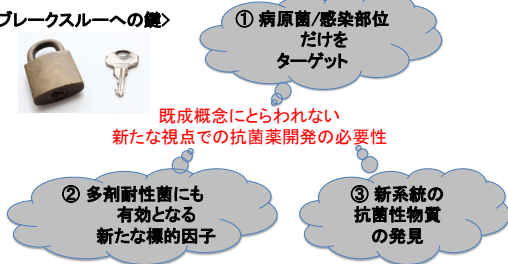 ブレークスルーへの鍵>
① 病原菌/感染部位
だけを
ターゲット
既成概念にとらわれない
新たな視点での抗菌薬開発の必要性
② 多剤耐性菌にも
有効となる
新たな標的因子
③ 新系統の
抗菌性物質
の発見